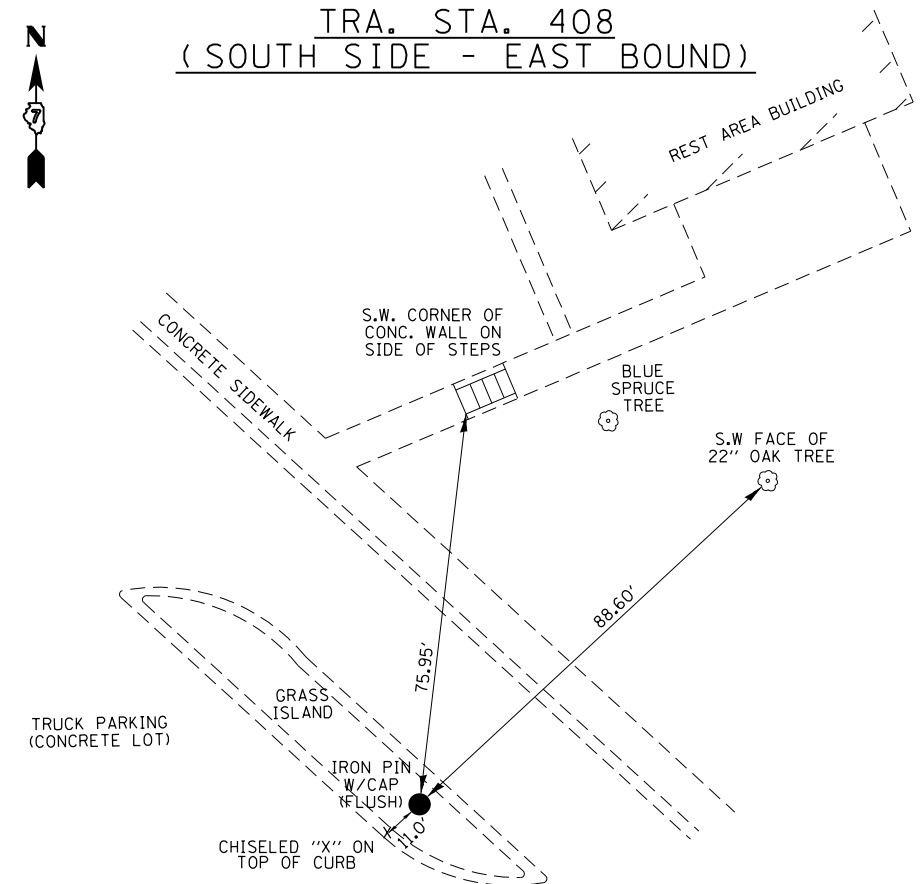 TRA. STA. 408
(SOUTH SIDE - EAST BOUND)
N
7
REST AREA BUILDING
S.W. CORNER OF
CONC. WALL ON
SIDE OF STEPS
CONCRETE SIDEWALK
BLUE
SPRUCE
TREE
S.W FACE OF
22" OAK TREE
88.60'
75.95'
GRASS
ISLAND
TRUCK PARKING
(CONCRETE LOT)
IRON PIN
W/CAP
(FLUSH)
11.0'
CHISELED "X" ON
TOP OF CURB